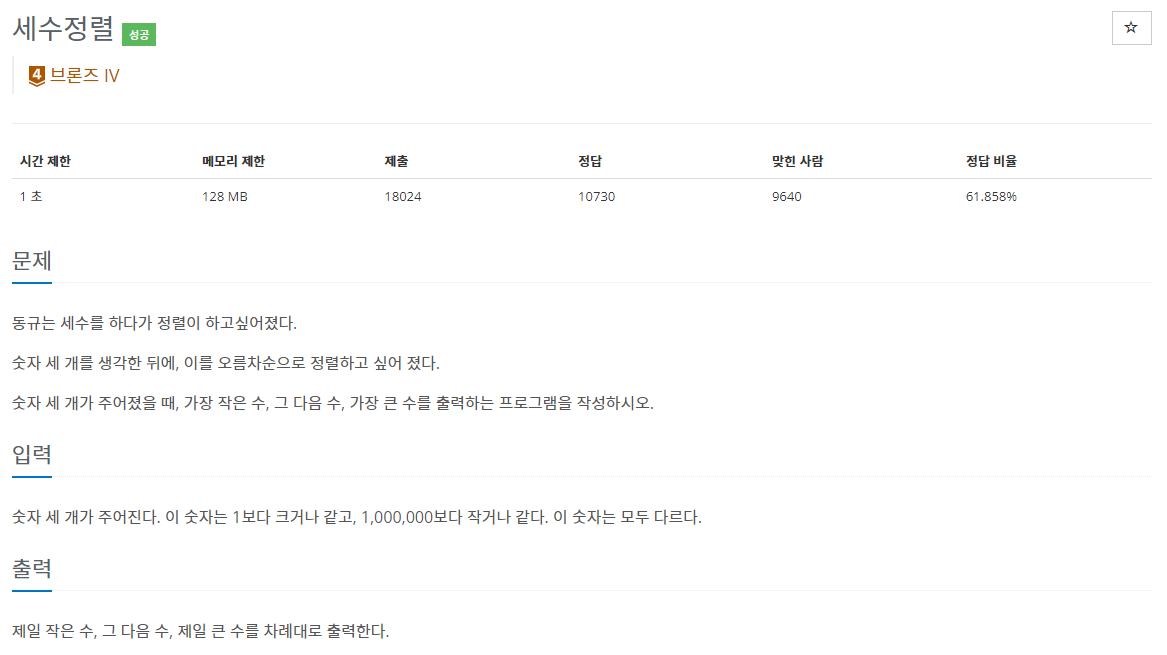 세수정렬 성공
☆
4 브론즈 IV
시간 제한 메모리 제한 제출 정답 맞힌 사람 정답 비율
1 초 128 MB 18024 10730 9640 61.858%
문제
동규는 세수를 하다가 정렬이 하고싶어졌다.
숫자 세 개를 생각한 뒤에, 이를 오름차순으로 정렬하고 싶어 졌다.
숫자 세 개가 주어졌을 때, 가장 작은 수, 그 다음 수, 가장 큰 수를 출력하는 프로그램을 작성하시오.
입력
숫자 세 개가 주어진다. 이 숫자는 1보다 크거나 같고, 1,000,000보다 작거나 같다. 이 숫자는 모두 다르다.
출력
제일 작은 수, 그 다음 수, 제일 큰 수를 차례대로 출력한다.